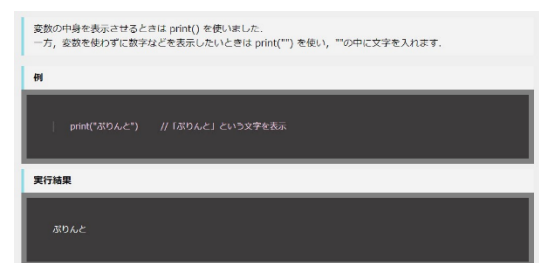 変数の中身を表示させるときは print() を使いました.
一方，変数を使わずに数字などを表示したいときは print("") を使い，""の中に文字を入れます.
例
print("ぷりんと") //「ぷりんと」という文字を表示
実行結果
ぷりんと